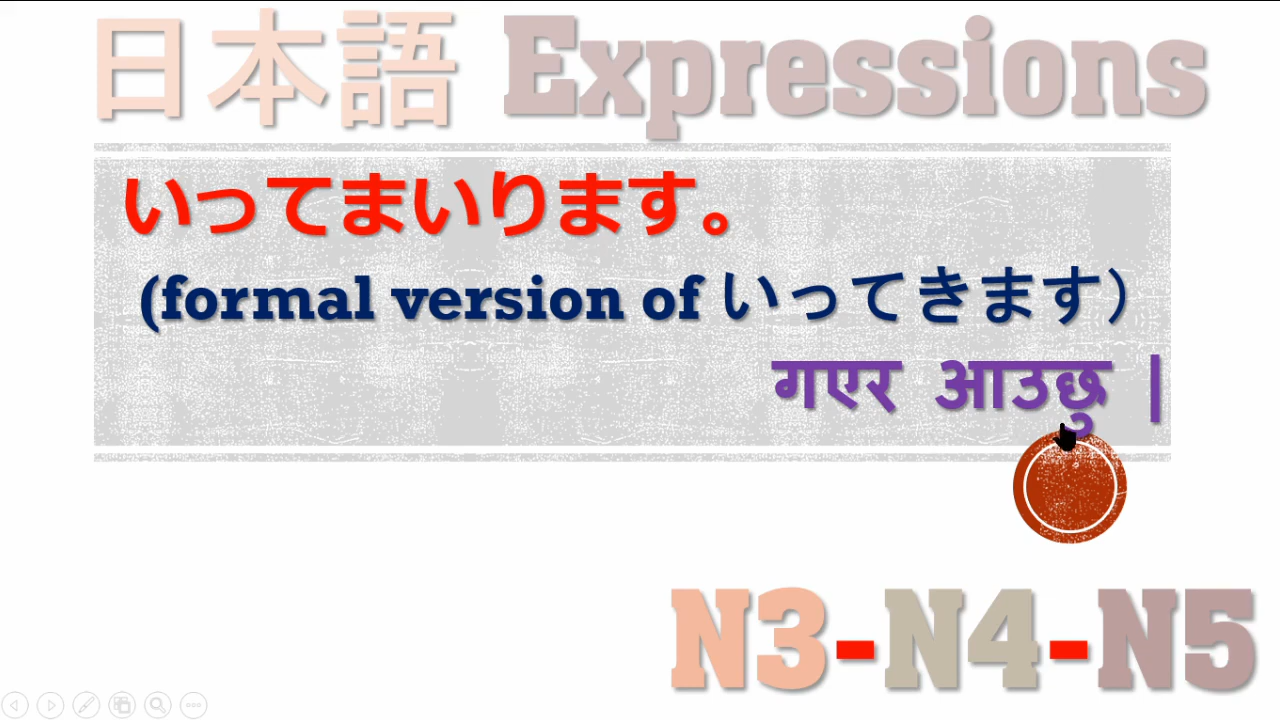 日本語 Expressions
いってまいります。
(formal version of いってきます）
गएर आउछु |
N3-N4-N5